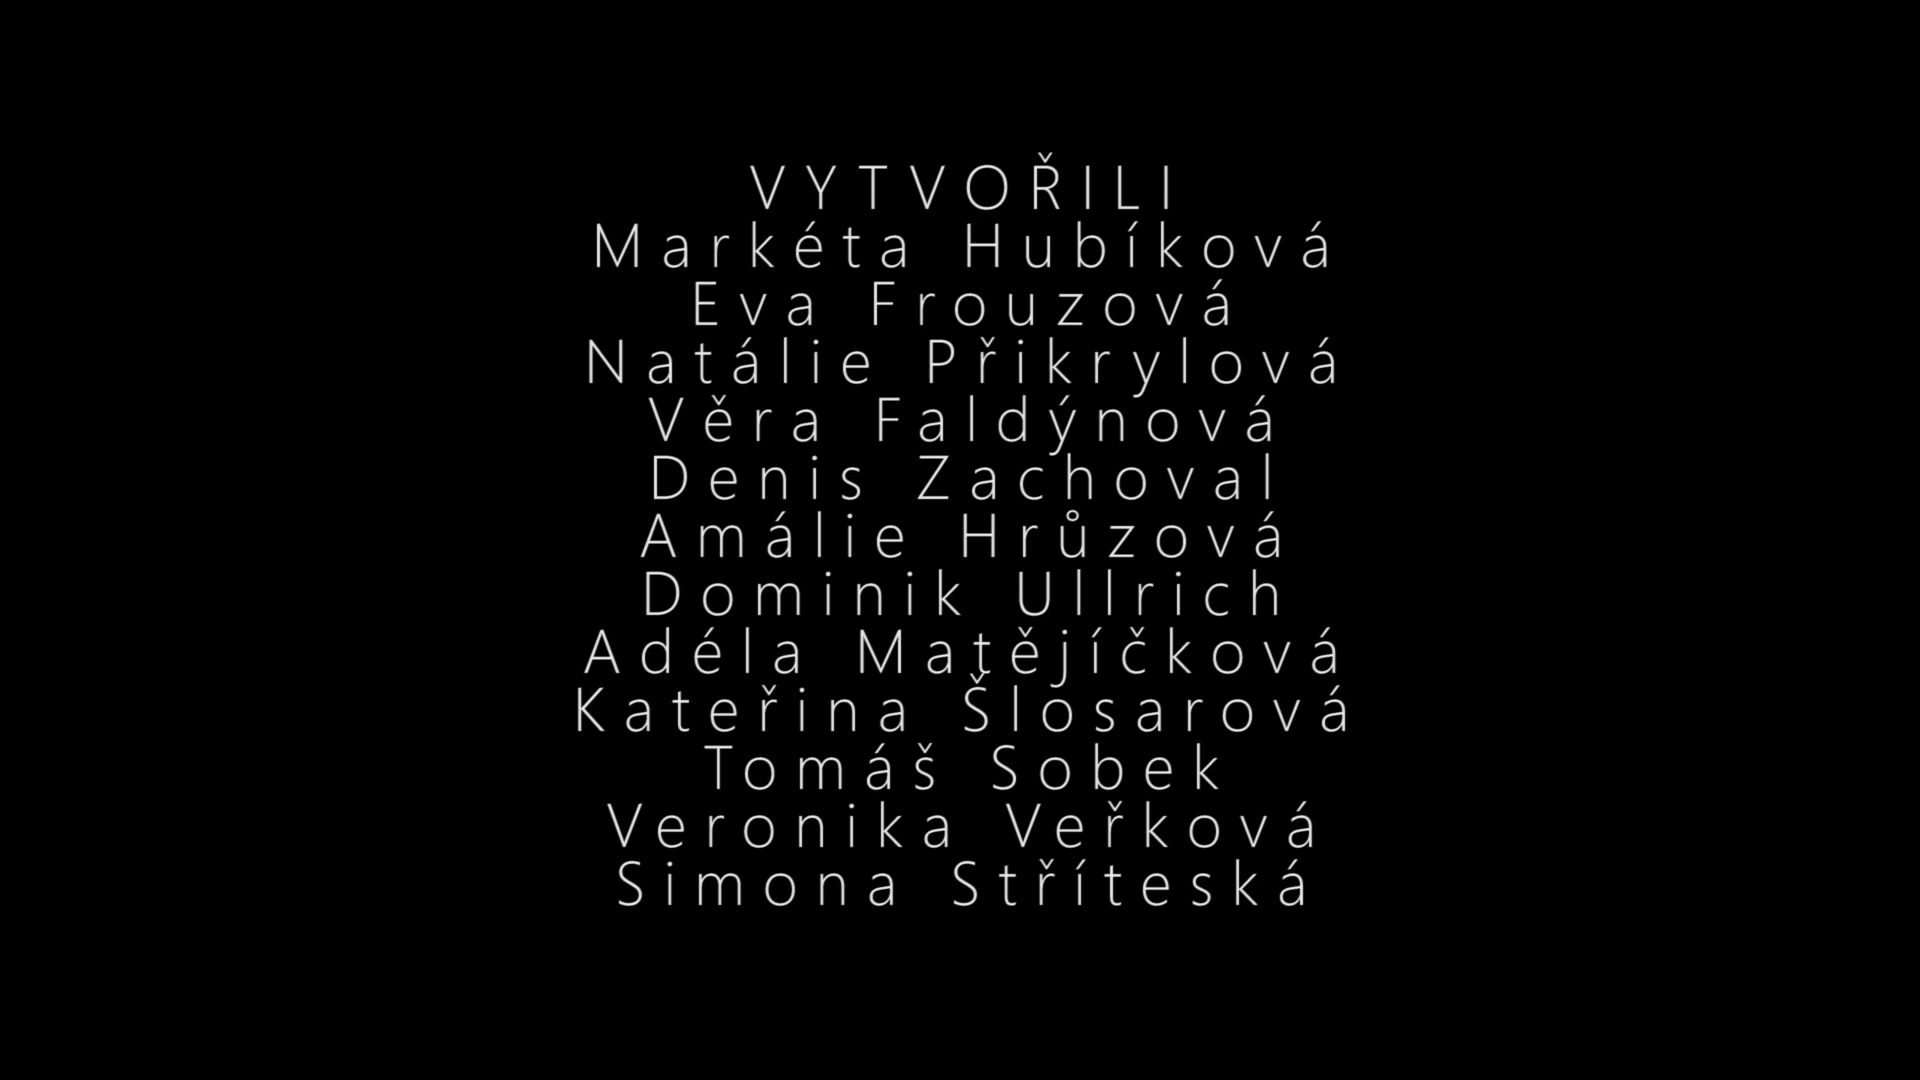 VYTVOŘILI
Markéta Hubíková
Eva Frouzová
Natálie Přikrylová
Věra Faldýnová
Denis Zachoval
Amálie Hrůzová
Dominik Ullrich
Adéla Matějíčková
Kateřina Šlosarová
Tomáš Sobek
Veronika Veřková
Simona Stříteská